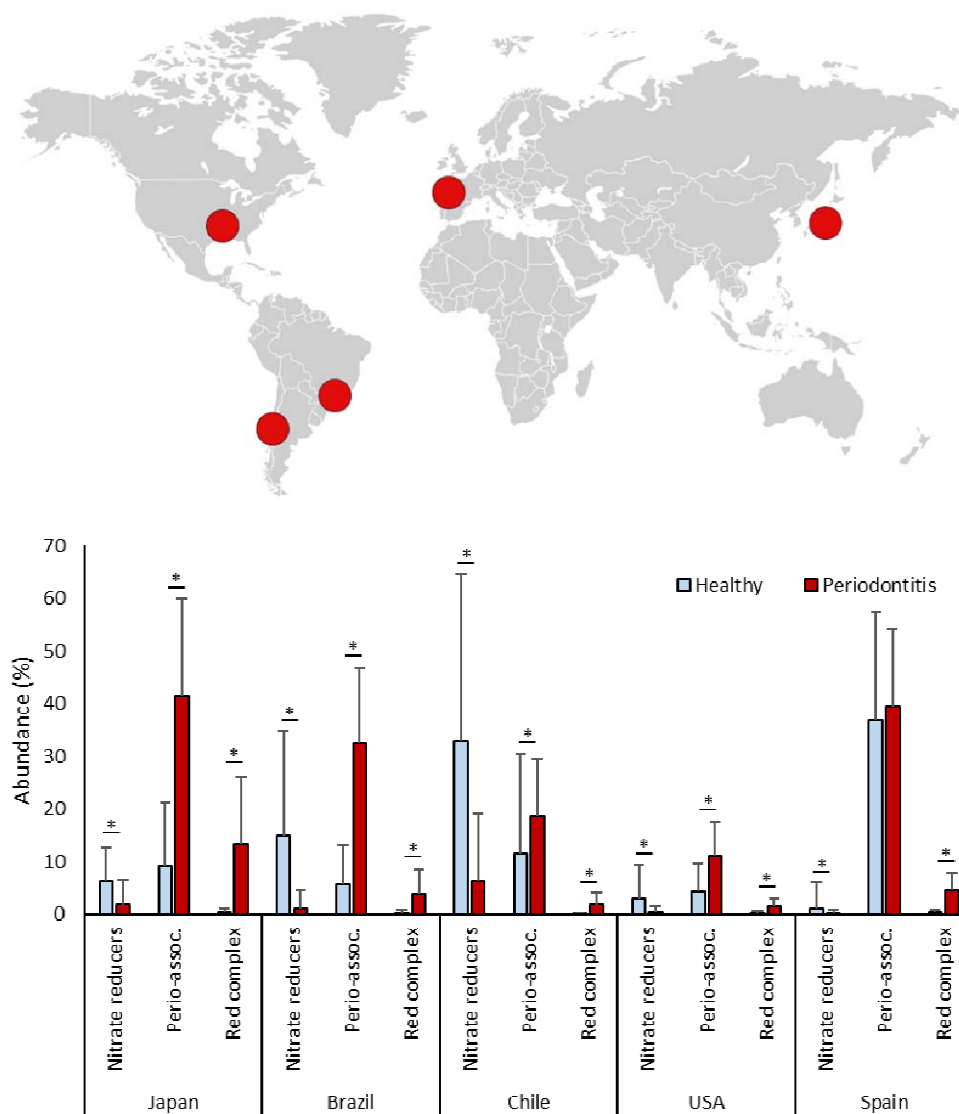 70
60
50
40
30
20
10
0
Abundance (%)
Healthy
Periodontitis
*
*
*
*
*
*
*
*
*
*
*
*
*
*
Nitrate reducers
Perio-assoc.
Red complex
Nitrate reducers
Perio-assoc.
Red complex
Nitrate reducers
Perio-assoc.
Red complex
Nitrate reducers
Perio-assoc.
Red complex
Nitrate reducers
Perio-assoc.
Red complex
Japan
Brazil
Chile
USA
Spain